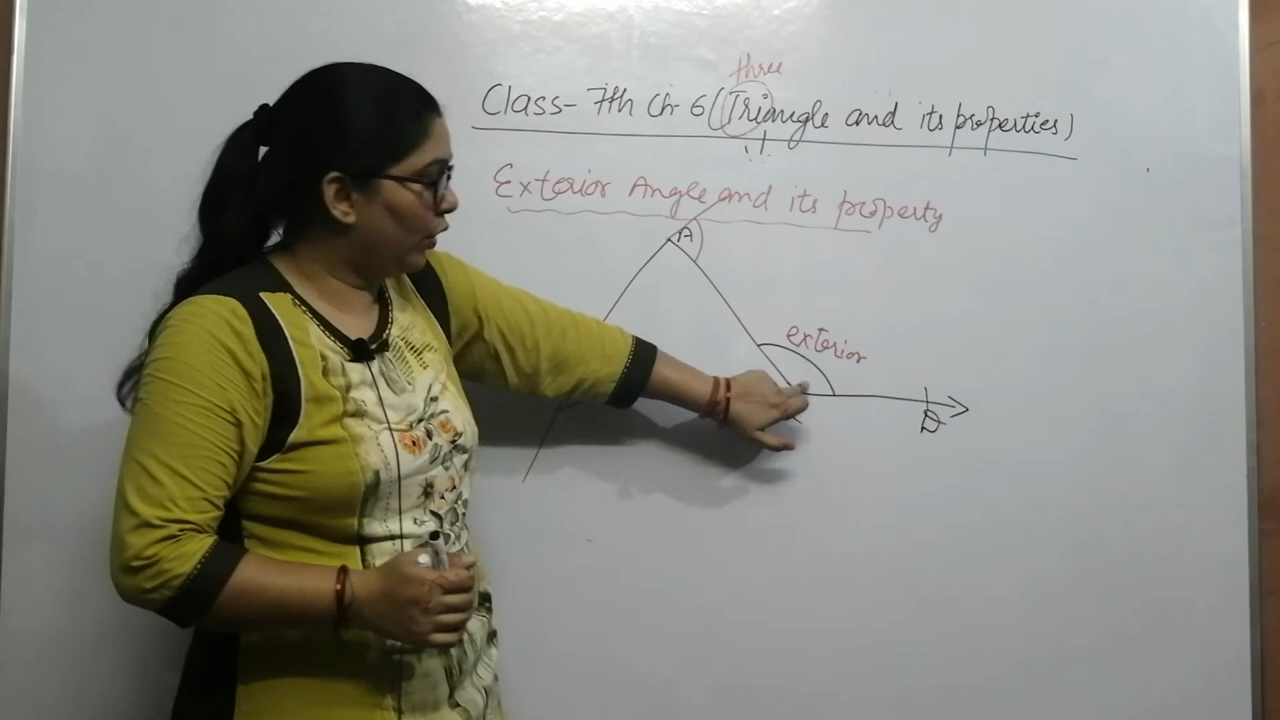 three
Class-7th Ch-6(Triangle and its properties)
Exterior Angle and its property
A
exterior
D